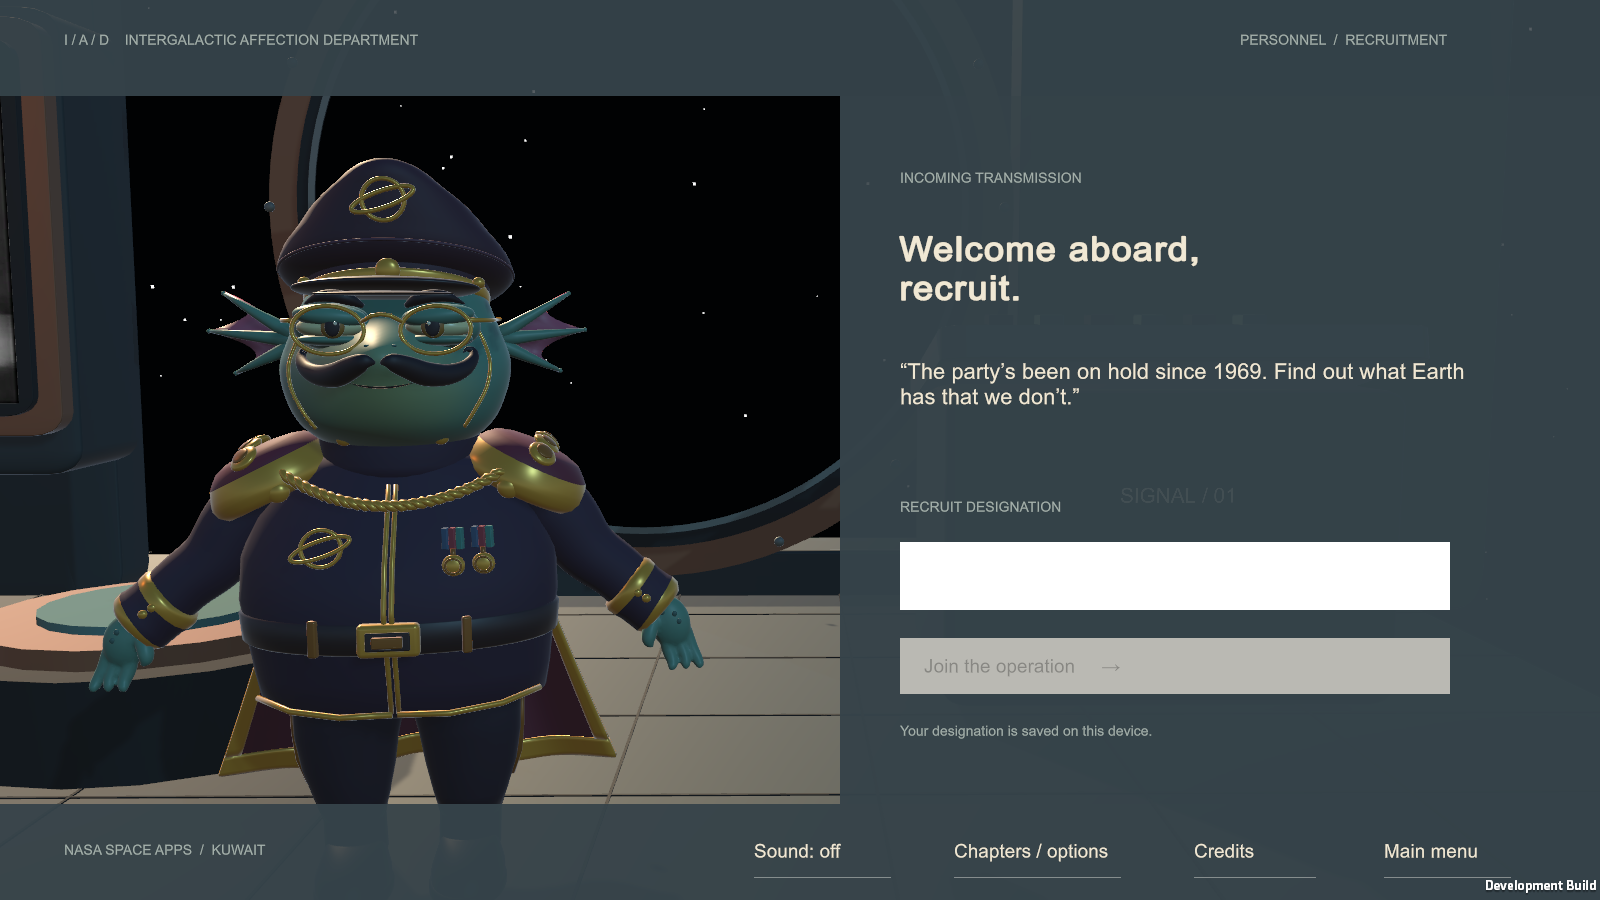 I / A / D INTERGALACTIC AFFECTION DEPARTMENT
PERSONNEL / RECRUITMENT
INCOMING TRANSMISSION
Welcome aboard,
recruit.
“The party’s been on hold since 1969. Find out what Earth
has that we don’t.”
SIGNAL / 01
RECRUIT DESIGNATION
Join the operation →
Your designation is saved on this device.
NASA SPACE APPS / KUWAIT
Sound: off
Chapters / options
Credits
Main menu
Development Build